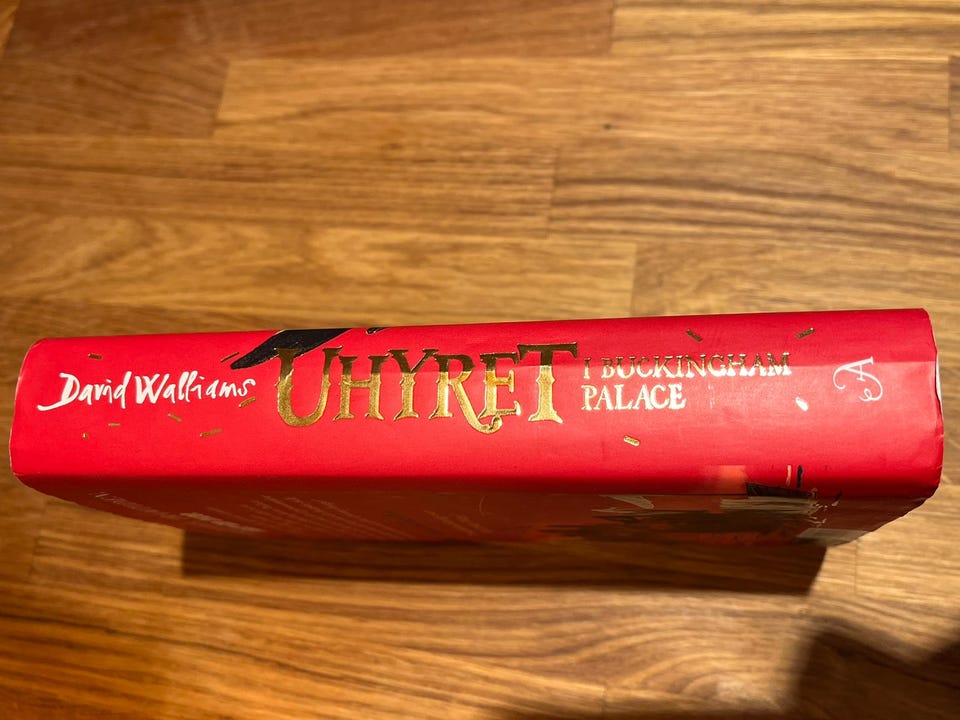 David Walliams
UHYRET
I BUCKINGHAM
PALACE
A